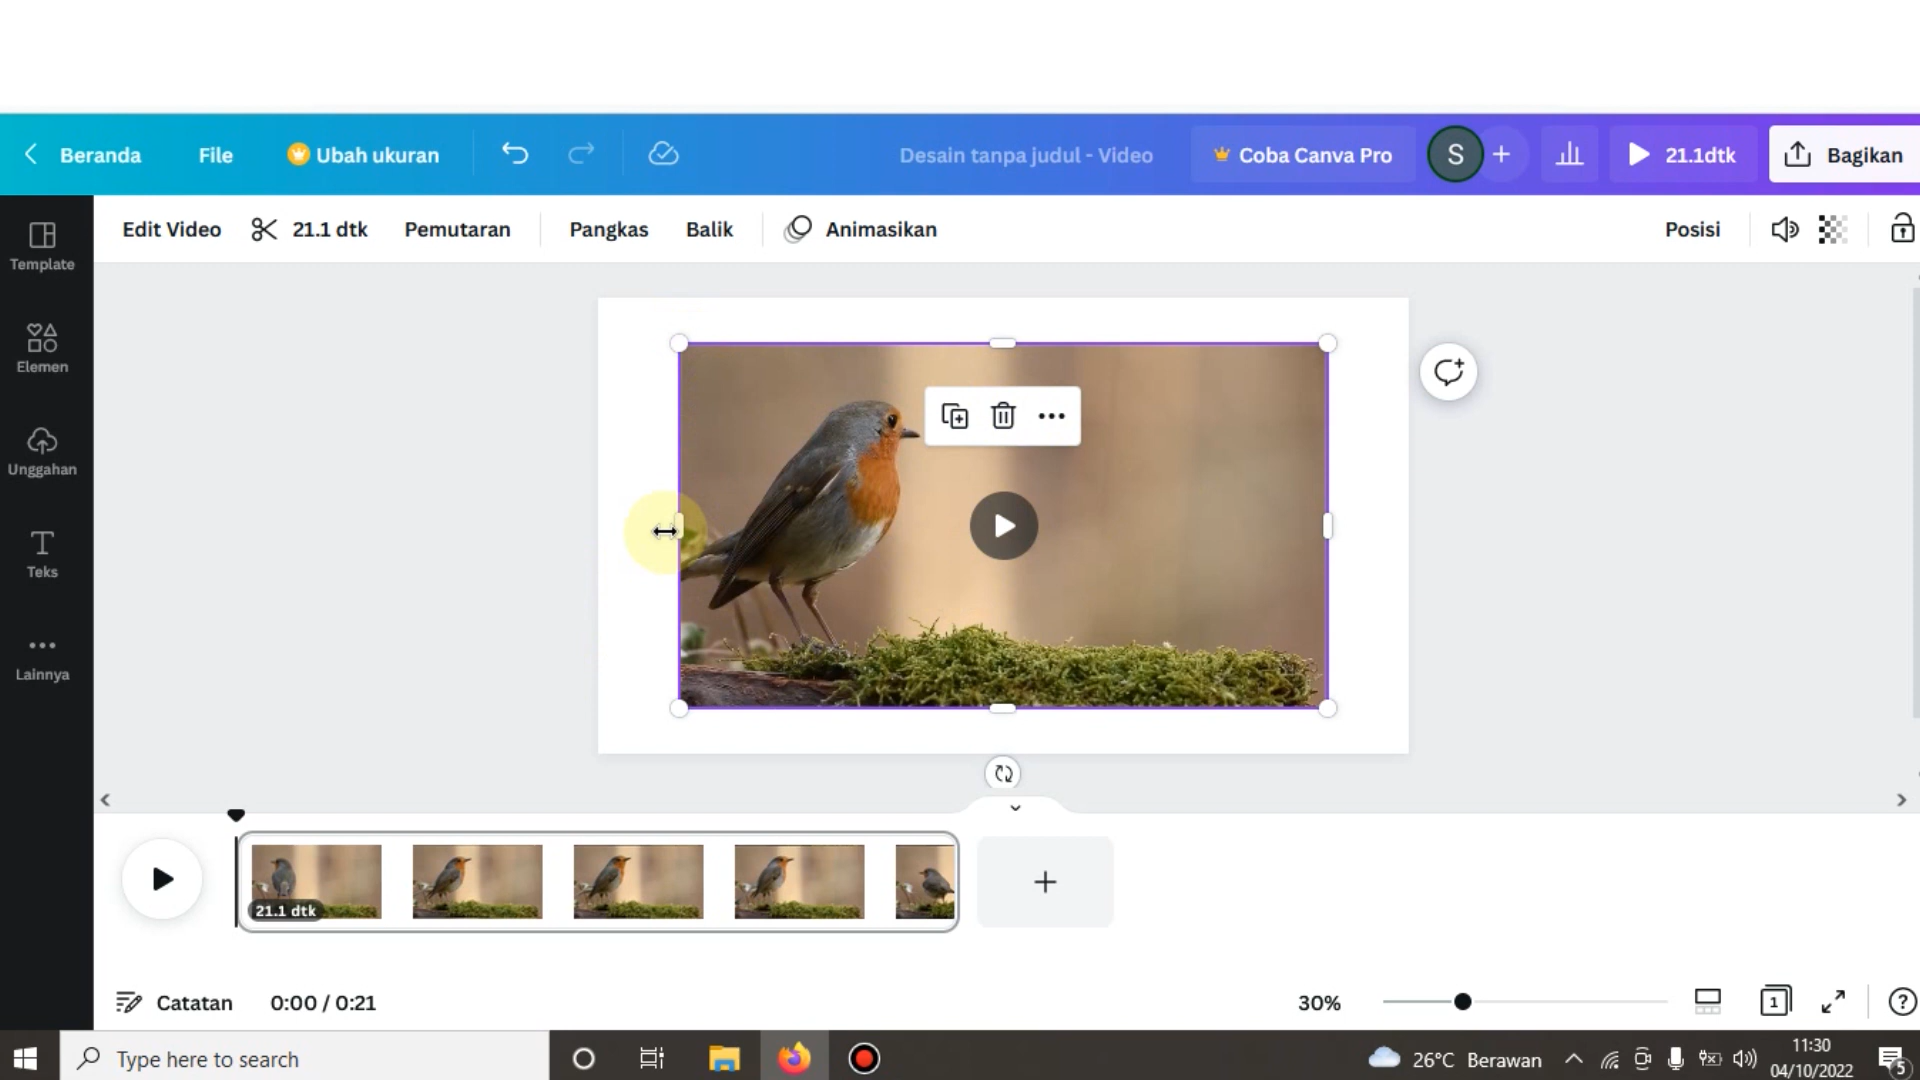 Beranda File Ubah ukuran Desain tanpa judul - Video Coba Canva Pro S + 21.1dtk Bagikan
Edit Video 21.1 dtk Pemutaran Pangkas Balik Animasikan Posisi
Template
Elemen
Unggahan
Teks
Lainnya
21.1 dtk
Catatan 0:00 / 0:21 30% 1 ?
Type here to search 26°C Berawan 11:30
04/10/2022 5